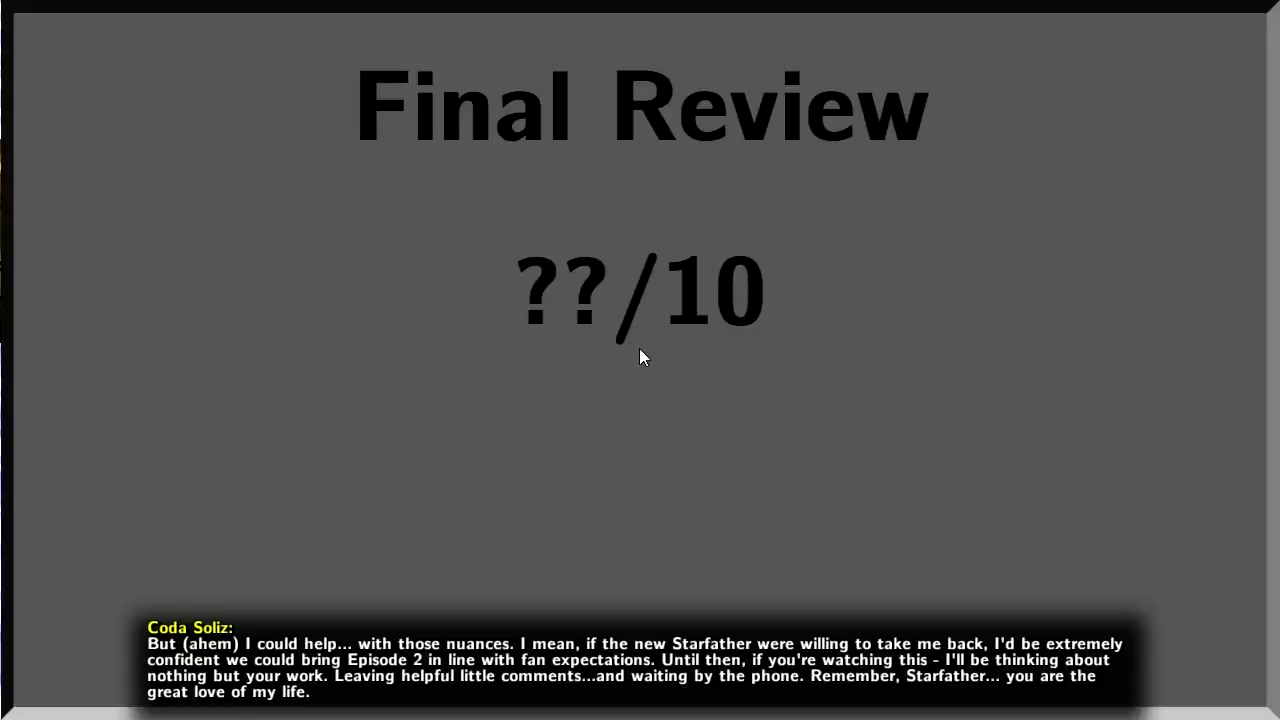 Final Review
??/10
Coda Soliz:
But (ahem) I could help... with those nuances. I mean, if the new Starfather were willing to take me back, I'd be extremely
confident we could bring Episode 2 in line with fan expectations. Until then, if you're watching this - I'll be thinking about
nothing but your work. Leaving helpful little comments...and waiting by the phone. Remember, Starfather... you are the
great love of my life.